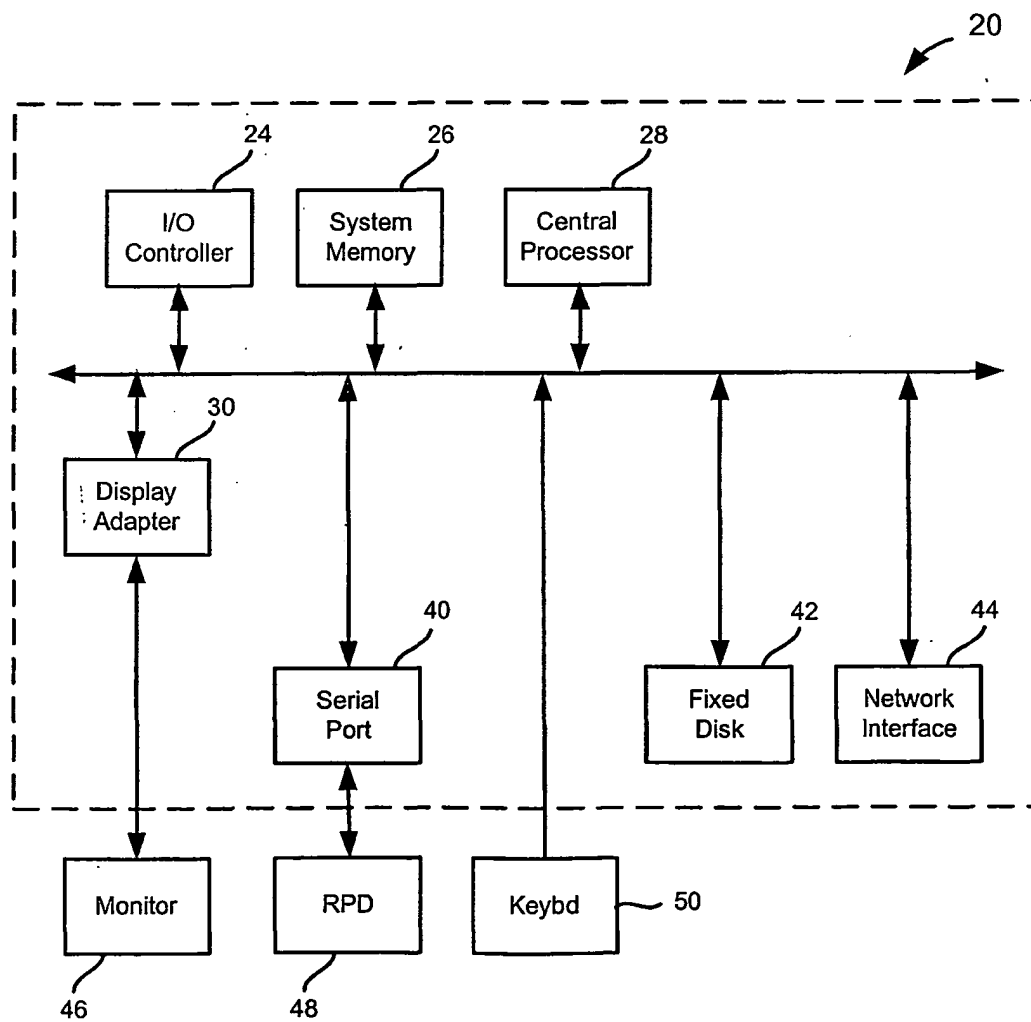 20
24
26
28
I/O
Controller
System
Memory
Central
Processor
30
Display
Adapter
40
42
44
Serial
Port
Fixed
Disk
Network
Interface
Monitor
RPD
Keybd
50
46
48